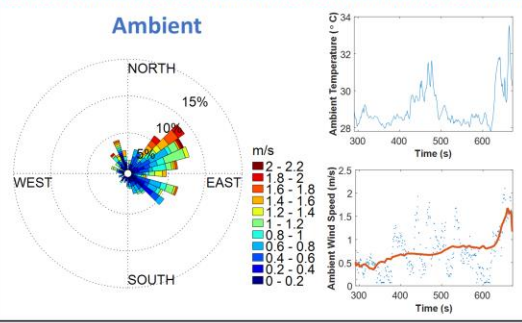 Ambient
NORTH
15%
10%
5%
WEST
EAST
SOUTH
m/s
2 - 2.2
1.8 - 2
1.6 - 1.8
1.4 - 1.6
1.2 - 1.4
1 - 1.2
0.8 - 1
0.6 - 0.8
0.4 - 0.6
0.2 - 0.4
0 - 0.2
Ambient Temperature (° C)
34
32
30
28
300 400 500 600
Time (s)
Ambient Wind Speed (m/s)
2.5
2
1.5
1
0.5
0
300 400 500 600
Time (s)